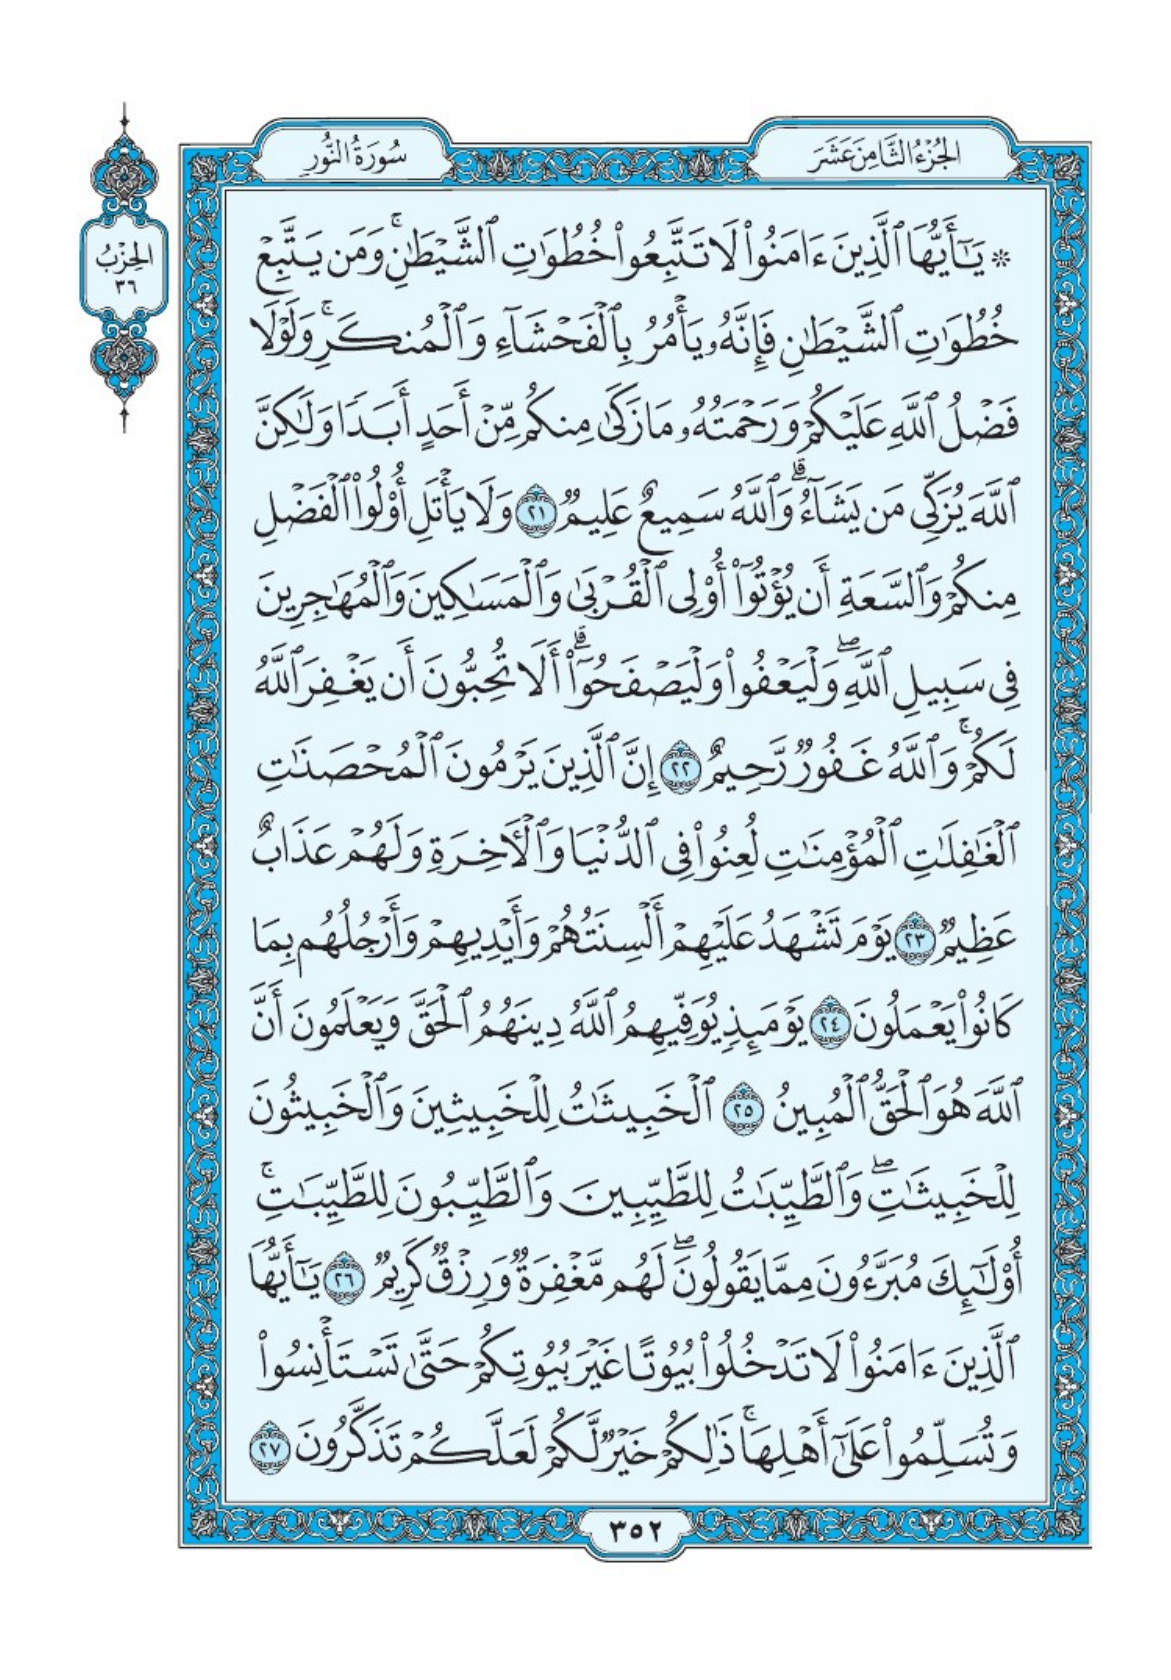 الجُزْءُ الثَّامِنَ عَشَرَ
سُورَةُ النُّورِ
الحِزْبُ
٣٦
۞ يَٰٓأَيُّهَا ٱلَّذِينَ ءَامَنُواْ لَا تَتَّبِعُواْ خُطُوَٰتِ ٱلشَّيْطَٰنِۚ وَمَن يَتَّبِعْ
خُطُوَٰتِ ٱلشَّيْطَٰنِ فَإِنَّهُۥ يَأْمُرُ بِٱلْفَحْشَآءِ وَٱلْمُنكَرِۚ وَلَوْلَا
فَضْلُ ٱللَّهِ عَلَيْكُمْ وَرَحْمَتُهُۥ مَا زَكَىٰ مِنكُم مِّنْ أَحَدٍ أَبَدًا وَلَٰكِنَّ
ٱللَّهَ يُزَكِّي مَن يَشَآءُۗ وَٱللَّهُ سَمِيعٌ عَلِيمٌ ٢١ وَلَا يَأْتَلِ أُوْلُواْ ٱلْفَضْلِ
مِنكُمْ وَٱلسَّعَةِ أَن يُؤْتُوٓاْ أُوْلِي ٱلْقُرْبَىٰ وَٱلْمَسَٰكِينَ وَٱلْمُهَٰجِرِينَ
فِي سَبِيلِ ٱللَّهِۖ وَلْيَعْفُواْ وَلْيَصْفَحُوٓاْۗ أَلَا تُحِبُّونَ أَن يَغْفِرَ ٱللَّهُ
لَكُمْۚ وَٱللَّهُ غَفُورٌ رَّحِيمٌ ٢٢ إِنَّ ٱلَّذِينَ يَرْمُونَ ٱلْمُحْصَنَٰتِ
ٱلْغَٰفِلَٰتِ ٱلْمُؤْمِنَٰتِ لُعِنُواْ فِي ٱلدُّنْيَا وَٱلْأَخِرَةِ وَلَهُمْ عَذَابٌ
عَظِيمٌ ٢٣ يَوْمَ تَشْهَدُ عَلَيْهِمْ أَلْسِنَتُهُمْ وَأَيْدِيهِمْ وَأَرْجُلُهُم بِمَا
كَانُواْ يَعْمَلُونَ ٢٤ يَوْمَئِذٍ يُوَفِّيهِمُ ٱللَّهُ دِينَهُمُ ٱلْحَقَّ وَيَعْلَمُونَ أَنَّ
ٱللَّهَ هُوَ ٱلْحَقُّ ٱلْمُبِينُ ٢٥ ٱلْخَبِيثَٰتُ لِلْخَبِيثِينَ وَٱلْخَبِيثُونَ
لِلْخَبِيثَٰتِۖ وَٱلطَّيِّبَٰتُ لِلطَّيِّبِينَ وَٱلطَّيِّبُونَ لِلطَّيِّبَٰتِۚ
أُوْلَٰٓئِكَ مُبَرَّءُونَ مِمَّا يَقُولُونَۖ لَهُم مَّغْفِرَةٌ وَرِزْقٌ كَرِيمٌ ٢٦ يَٰٓأَيُّهَا
ٱلَّذِينَ ءَامَنُواْ لَا تَدْخُلُواْ بُيُوتًا غَيْرَ بُيُوتِكُمْ حَتَّىٰ تَسْتَأْنِسُواْ
وَتُسَلِّمُواْ عَلَىٰٓ أَهْلِهَاۚ ذَٰلِكُمْ خَيْرٌ لَّكُمْ لَعَلَّكُمْ تَذَكَّرُونَ ٢٧
٣٥٢